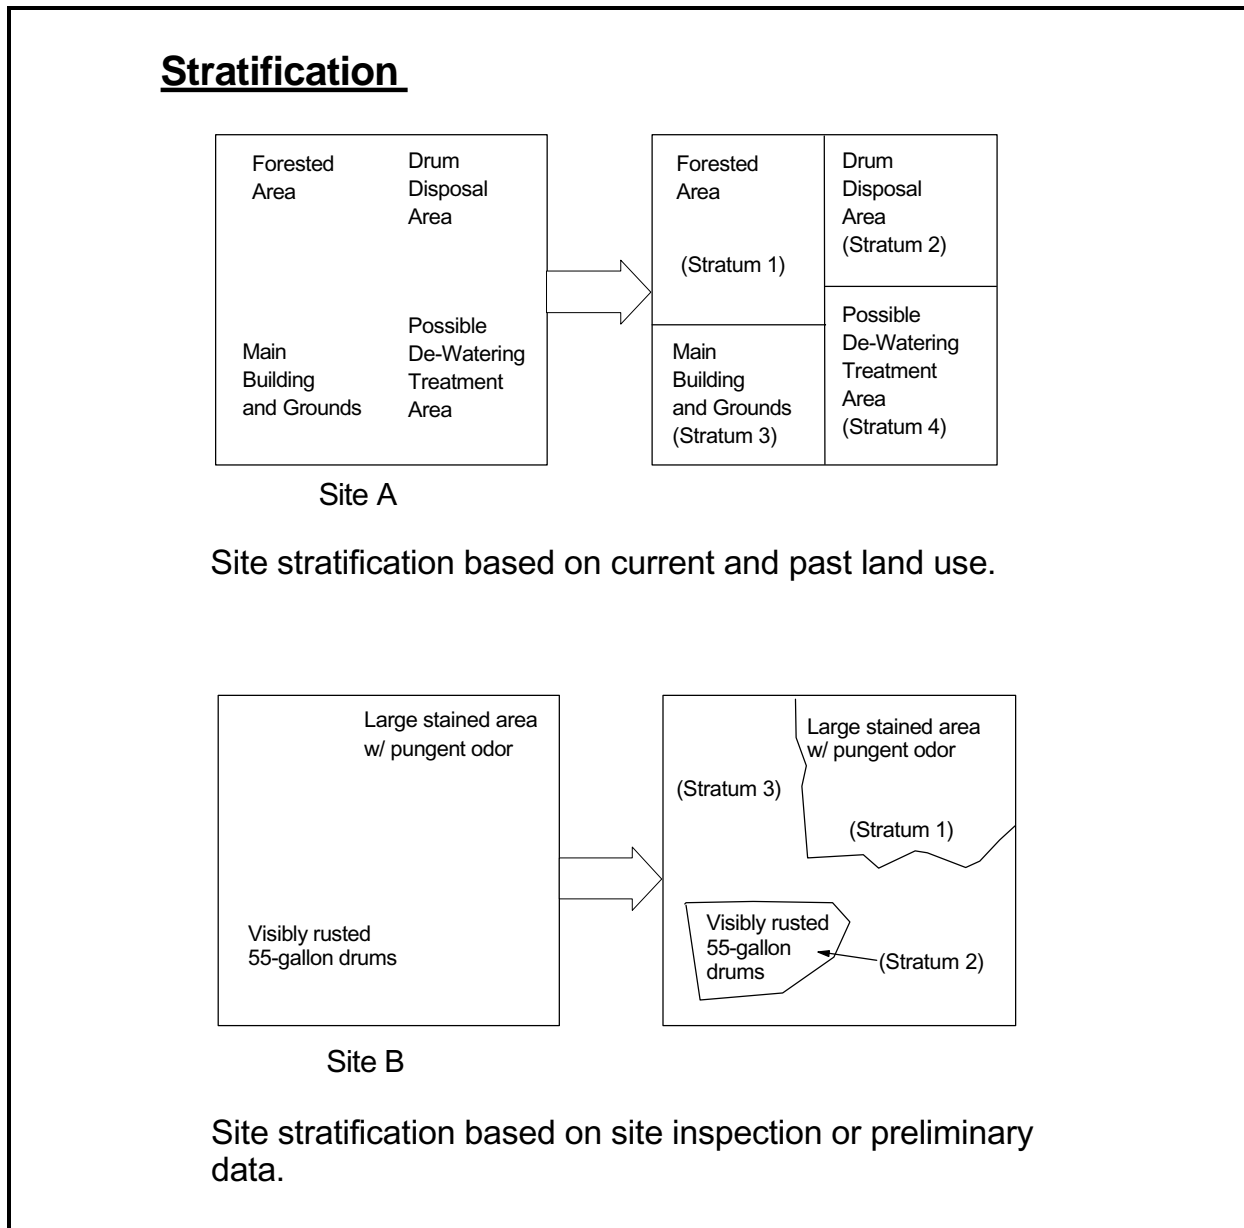 Stratification
Forested
Area
Drum
Disposal
Area
Main
Building
and Grounds
Possible
De-Watering
Treatment
Area
Forested
Area
(Stratum 1)
Drum
Disposal
Area
(Stratum 2)
Main
Building
and Grounds
(Stratum 3)
Possible
De-Watering
Treatment
Area
(Stratum 4)
Site A
Site stratification based on current and past land use.
Large stained area
w/ pungent odor
Visibly rusted
55-gallon drums
Large stained area
w/ pungent odor
(Stratum 3)
(Stratum 1)
Visibly rusted
55-gallon
drums
(Stratum 2)
Site B
Site stratification based on site inspection or preliminary
data.